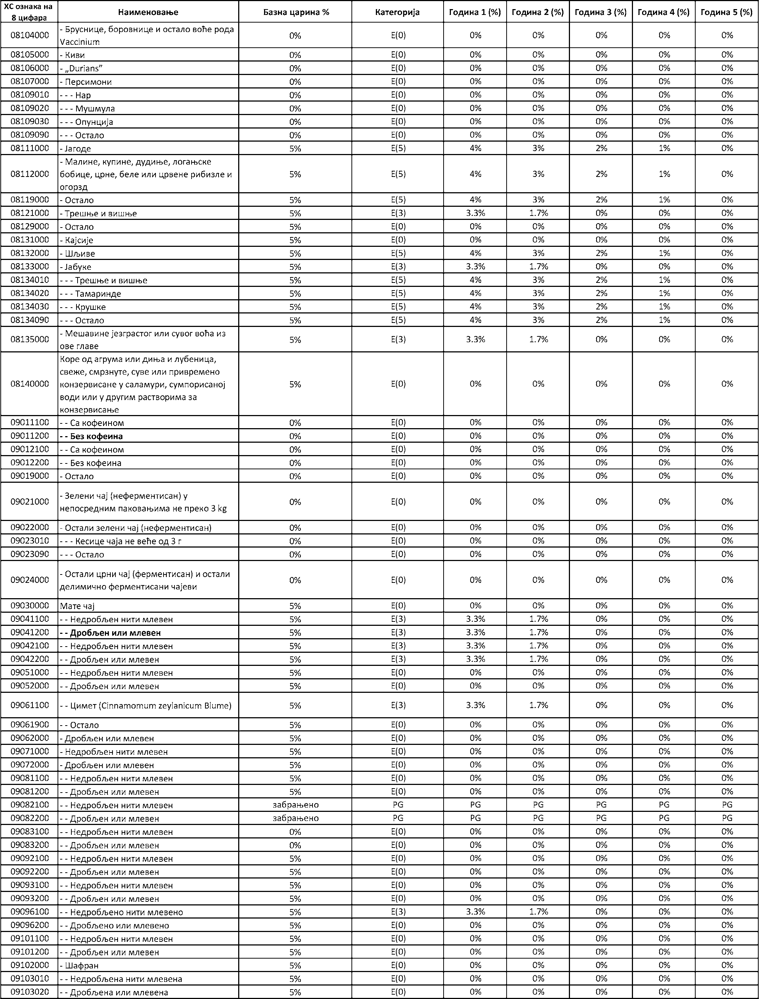 ХС ознака на 8 цифара Наименовање Базна царина % Категорија Година 1 (%) Година 2 (%) Година 3 (%) Година 4 (%) Година 5 (%)
08104000 - Бруснице, боровнице и остало воће рода Vaccinium 0% E(0) 0% 0% 0% 0% 0%
08105000 - Киви 0% E(0) 0% 0% 0% 0% 0%
08106000 - „Durians” 0% E(0) 0% 0% 0% 0% 0%
08107000 - Персимони 0% E(0) 0% 0% 0% 0% 0%
08109010 - - - Нар 0% E(0) 0% 0% 0% 0% 0%
08109020 - - - Мушмула 0% E(0) 0% 0% 0% 0% 0%
08109030 - - - Опунција 0% E(0) 0% 0% 0% 0% 0%
08109090 - - - Остало 0% E(0) 0% 0% 0% 0% 0%
08111000 - Јагоде 5% E(5) 4% 3% 2% 1% 0%
08112000 - Малине, купине, дудиње, логањске бобице, црне, беле или црвене рибизле и огорзд 5% E(5) 4% 3% 2% 1% 0%
08119000 - Остало 5% E(5) 4% 3% 2% 1% 0%
08121000 - Трешње и вишње 5% E(3) 3.3% 1.7% 0% 0% 0%
08129000 - Остало 5% E(0) 0% 0% 0% 0% 0%
08131000 - Кајсије 5% E(0) 0% 0% 0% 0% 0%
08132000 - Шљиве 5% E(5) 4% 3% 2% 1% 0%
08133000 - Јабуке 5% E(3) 3.3% 1.7% 0% 0% 0%
08134010 - - - Трешње и вишње 5% E(5) 4% 3% 2% 1% 0%
08134020 - - - Тамаринде 5% E(5) 4% 3% 2% 1% 0%
08134030 - - - Крушке 5% E(5) 4% 3% 2% 1% 0%
08134090 - - - Остало 5% E(5) 4% 3% 2% 1% 0%
08135000 - Мешавине језграстог или сувог воћа из ове главе 5% E(3) 3.3% 1.7% 0% 0% 0%
08140000 Коре од агрума или диња и лубеница, свеже, смрзнуте, суве или привремено конзервисане у саламури, сумпорисаној води или у другим растворима за конзервисање 5% E(0) 0% 0% 0% 0% 0%
09011100 - - Са кофеином 0% E(0) 0% 0% 0% 0% 0%
09011200 - - Без кофеина 0% E(0) 0% 0% 0% 0% 0%
09012100 - - Са кофеином 0% E(0) 0% 0% 0% 0% 0%
09012200 - - Без кофеина 0% E(0) 0% 0% 0% 0% 0%
09019000 - Остало 0% E(0) 0% 0% 0% 0% 0%
09021000 - Зелени чај (неферментисан) у непосредним паковањима не преко 3 kg 0% E(0) 0% 0% 0% 0% 0%
09022000 - Остали зелени чај (неферментисан) 0% E(0) 0% 0% 0% 0% 0%
09023010 - - - Кесице чаја не веће од 3 г 0% E(0) 0% 0% 0% 0% 0%
09023090 - - - Остало 0% E(0) 0% 0% 0% 0% 0%
09024000 - Остали црни чај (ферментисан) и остали делимично ферментисани чајеви 0% E(0) 0% 0% 0% 0% 0%
09030000 Мате чај 5% E(0) 0% 0% 0% 0% 0%
09041100 - - Недробљен нити млевен 5% E(3) 3.3% 1.7% 0% 0% 0%
09041200 - - Дробљен или млевен 5% E(3) 3.3% 1.7% 0% 0% 0%
09042100 - - Недробљен нити млевен 5% E(3) 3.3% 1.7% 0% 0% 0%
09042200 - - Дробљен или млевен 5% E(3) 3.3% 1.7% 0% 0% 0%
09051000 - - Недробљен нити млевен 5% E(0) 0% 0% 0% 0% 0%
09052000 - - Дробљен или млевен 5% E(0) 0% 0% 0% 0% 0%
09061100 - - Цимет (Cinnamomum zeylanicum Blume) 5% E(3) 3.3% 1.7% 0% 0% 0%
09061900 - - Остало 5% E(0) 0% 0% 0% 0% 0%
09062000 - Дробљен или млевен 5% E(0) 0% 0% 0% 0% 0%
09071000 - Недробљен нити млевен 5% E(0) 0% 0% 0% 0% 0%
09072000 - Дробљен или млевен 5% E(0) 0% 0% 0% 0% 0%
09081100 - - Недробљен нити млевен 5% E(0) 0% 0% 0% 0% 0%
09081200 - - Дробљен или млевен 5% E(0) 0% 0% 0% 0% 0%
09082100 - - Недробљен нити млевен забрањено PG PG PG PG PG PG
09082200 - - Дробљен или млевен забрањено PG PG PG PG PG PG
09083100 - - Недробљен нити млевен 0% E(0) 0% 0% 0% 0% 0%
09083200 - - Дробљен или млевен 0% E(0) 0% 0% 0% 0% 0%
09092100 - - Недробљен нити млевен 5% E(0) 0% 0% 0% 0% 0%
09092200 - - Дробљен или млевен 5% E(0) 0% 0% 0% 0% 0%
09093100 - - Недробљен нити млевен 5% E(0) 0% 0% 0% 0% 0%
09093200 - - Дробљен или млевен 5% E(0) 0% 0% 0% 0% 0%
09096100 - - Недробљено нити млевено 5% E(3) 3.3% 1.7% 0% 0% 0%
09096200 - - Дробљено или млевено 5% E(0) 0% 0% 0% 0% 0%
09101100 - - Недробљен нити млевен 5% E(0) 0% 0% 0% 0% 0%
09101200 - - Дробљен или млевен 5% E(0) 0% 0% 0% 0% 0%
09102000 - Шафран 5% E(0) 0% 0% 0% 0% 0%
09103010 - - Недробљена нити млевена 5% E(0) 0% 0% 0% 0% 0%
09103020 - - Дробљена или млевена 5% E(0) 0% 0% 0% 0% 0%